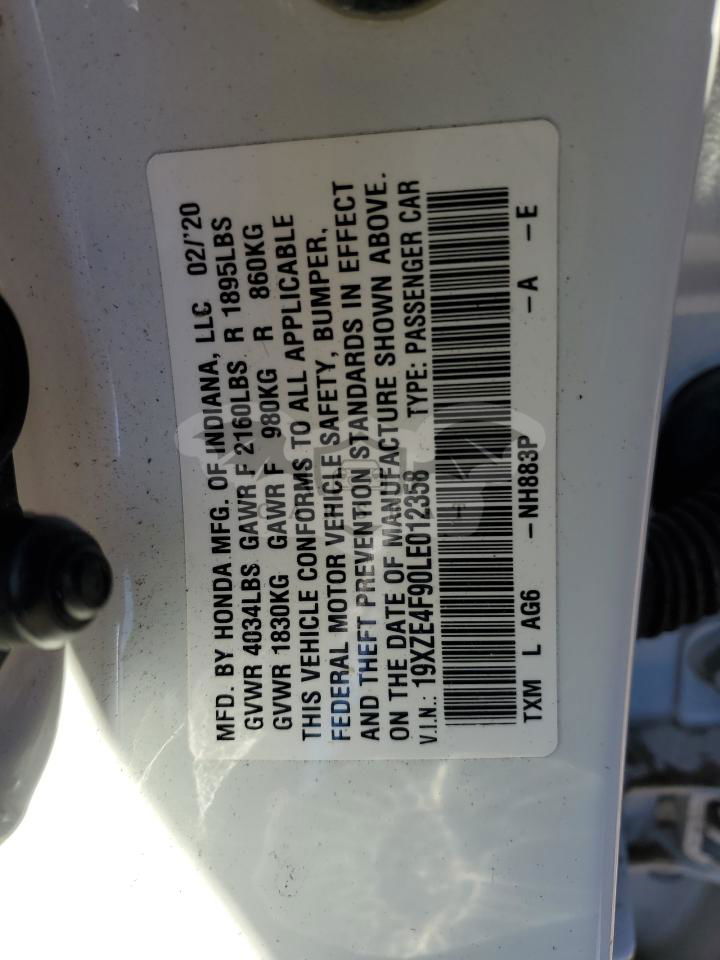 MFD. BY HONDA MFG. OF INDIANA, LLC 02/'20
GVWR 4034LBS GAWR F 2160LBS R 1895LBS
GVWR 1830KG GAWR F 980KG R 860KG
THIS VEHICLE CONFORMS TO ALL APPLICABLE
FEDERAL MOTOR VEHICLE SAFETY, BUMPER,
AND THEFT PREVENTION STANDARDS IN EFFECT
ON THE DATE OF MANUFACTURE SHOWN ABOVE.
V.I.N.: 19XZE4F90LE012358 TYPE: PASSENGER CAR
TXM L AG6 -NH883P -A -E